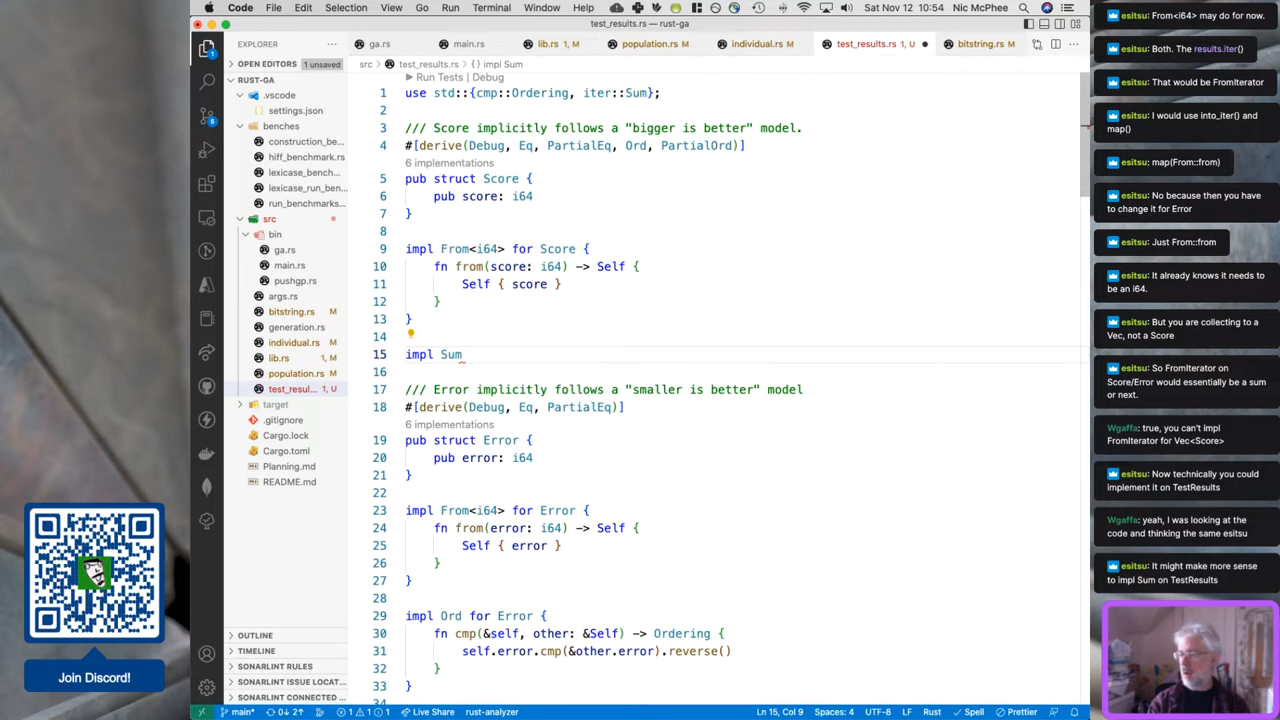 Code File Edit Selection View Go Run Terminal Window Help
Sat Nov 12 10:54 Nic McPhee
test_results.rs — rust-ga
EXPLORER
OPEN EDITORS 1 unsaved
RUST-GA
.vscode
settings.json
benches
construction_be...
hiff_benchmark.rs
lexicase_bench...
lexicase_run_ben...
run_benchmarks...
src
bin
ga.rs
main.rs
pushgp.rs
args.rs
bitstring.rs M
generation.rs
individual.rs M
lib.rs 1, M
population.rs M
test_resul... 1, U
target
.gitignore
Cargo.lock
Cargo.toml
Planning.md
README.md
OUTLINE
TIMELINE
SONARLINT RULES
SONARLINT ISSUE LOCAT...
SONARLINT CONNECTED ...
ga.rs main.rs lib.rs 1, M population.rs M individual.rs M test_results.rs 1, U bitstring.rs M
src > test_results.rs > {} impl Sum
Run Tests | Debug
1 use std::{cmp::Ordering, iter::Sum};
2
3 /// Score implicitly follows a "bigger is better" model.
4 #[derive(Debug, Eq, PartialEq, Ord, PartialOrd)]
6 implementations
5 pub struct Score {
6 pub score: i64
7 }
8
9 impl From<i64> for Score {
10 fn from(score: i64) -> Self {
11 Self { score }
12 }
13 }
14
15 impl Sum
16
17 /// Error implicitly follows a "smaller is better" model
18 #[derive(Debug, Eq, PartialEq)]
6 implementations
19 pub struct Error {
20 pub error: i64
21 }
22
23 impl From<i64> for Error {
24 fn from(error: i64) -> Self {
25 Self { error }
26 }
27 }
28
29 impl Ord for Error {
30 fn cmp(&self, other: &Self) -> Ordering {
31 self.error.cmp(&other.error).reverse()
32 }
33 }
main* 0↓ 2↑ 1 1 1 Live Share rust-analyzer
Ln 15, Col 9 Spaces: 4 UTF-8 LF Rust Spell Prettier
Join Discord!
esitsu: From<i64> may do for now.
esitsu: Both. The results.iter()
esitsu: That would be FromIterator
esitsu: I would use into_iter() and
map()
esitsu: map(From::from)
esitsu: No because then you have
to change it for Error
esitsu: Just From::from
esitsu: It already knows it needs to
be an i64.
esitsu: But you are collecting to a
Vec, not a Score
esitsu: So FromIterator on
Score/Error would essentially be a sum
or next.
Wgaffa: true, you can't impl
FromIterator for Vec<Score>
esitsu: Now technically you could
implement it on TestResults
Wgaffa: yeah, I was looking at the
code and thinking the same esitsu
esitsu: It might make more sense
to impl Sum on TestResults